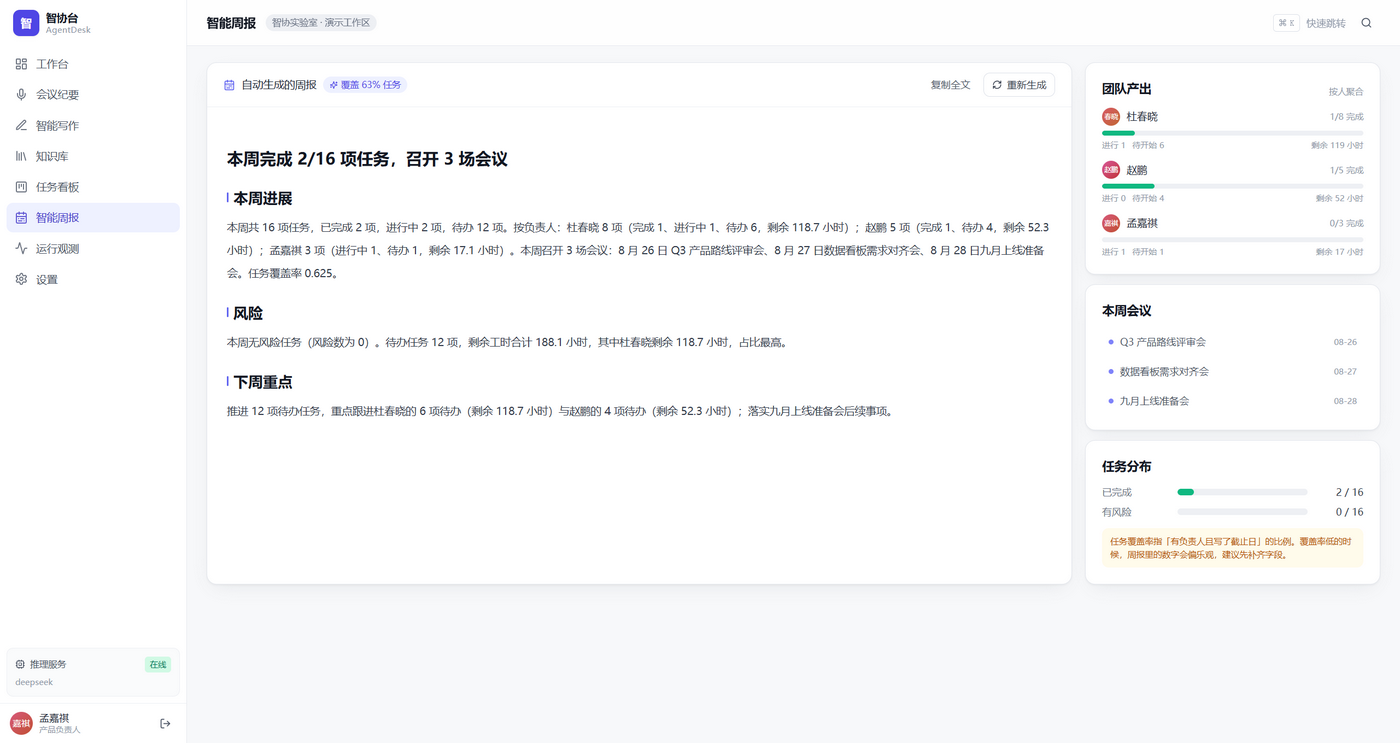 智
智协台
AgentDesk
工作台
会议纪要
智能写作
知识库
任务看板
智能周报
运行观测
设置
推理服务
在线
deepseek
嘉祺
孟嘉祺
产品负责人
智能周报
智协实验室 · 演示工作区
⌘ K
快速跳转
自动生成的周报
覆盖 63% 任务
复制全文
重新生成
本周完成 2/16 项任务，召开 3 场会议
本周进展
本周共 16 项任务，已完成 2 项，进行中 2 项，待办 12 项。按负责人：杜春晓 8 项（完成 1、进行中 1、待办 6，剩余 118.7 小时）；赵鹏 5 项（完成 1、待办 4，剩余 52.3
小时）；孟嘉祺 3 项（进行中 1、待办 1，剩余 17.1 小时）。本周召开 3 场会议：8 月 26 日 Q3 产品路线评审会、8 月 27 日数据看板需求对齐会、8 月 28 日九月上线准备
会。任务覆盖率 0.625。
风险
本周无风险任务（风险数为 0）。待办任务 12 项，剩余工时合计 188.1 小时，其中杜春晓剩余 118.7 小时，占比最高。
下周重点
推进 12 项待办任务，重点跟进杜春晓的 6 项待办（剩余 118.7 小时）与赵鹏的 4 项待办（剩余 52.3 小时）；落实九月上线准备会后续事项。
团队产出
按人聚合
春晓
杜春晓
1/8 完成
进行 1 待开始 6
剩余 119 小时
赵鹏
赵鹏
1/5 完成
进行 0 待开始 4
剩余 52 小时
嘉祺
孟嘉祺
0/3 完成
进行 1 待开始 1
剩余 17 小时
本周会议
Q3 产品路线评审会
08-26
数据看板需求对齐会
08-27
九月上线准备会
08-28
任务分布
已完成
2 / 16
有风险
0 / 16
任务覆盖率指「有负责人且写了截止日」的比例。覆盖率低的时
候，周报里的数字会偏乐观，建议先补齐字段。